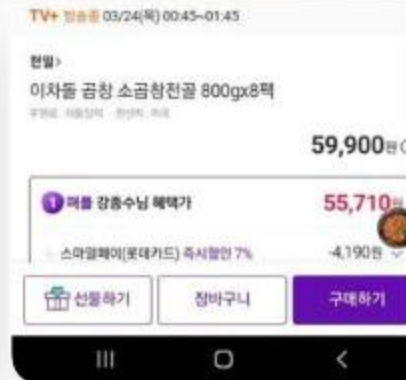 TV+ 방송중 03/24(목) 00:45~01:45
현일>
이차돌 곱창 소곱창전골 800gx8팩
59,900원
1 퍼플 강종수님 혜택가
55,710원
스마일페이(롯데카드) 즉시할인 7%
-4,190원
선물하기
장바구니
구매하기